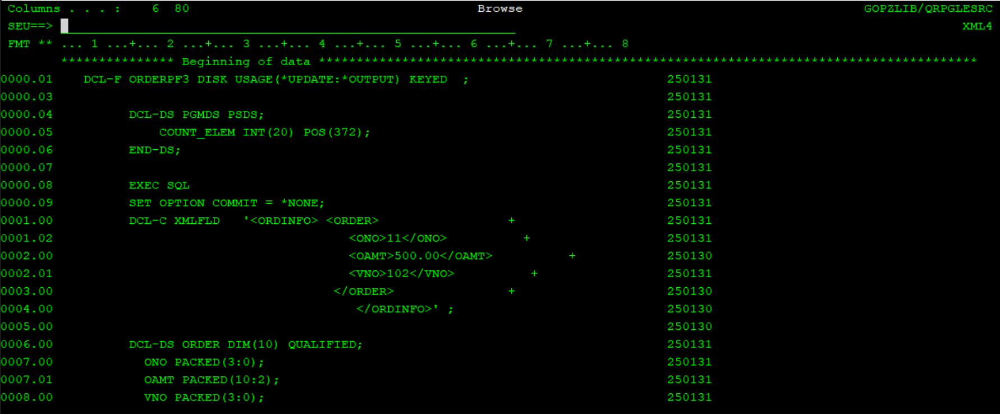 Columns . . . :    6  80                                      Browse                                             GOPZLIB/QRPGLESRC
SEU==>                                                                                                                        XML4
FMT **  ... 1 ...+... 2 ...+... 3 ...+... 4 ...+... 5 ...+... 6 ...+... 7 ...+... 8
        *************** Beginning of data ***************************************************************************************
0000.01    DCL-F ORDERPF3 DISK USAGE(*UPDATE:*OUTPUT) KEYED  ;                          250131
0000.03                                                                                 250131
0000.04          DCL-DS PGMDS PSDS;                                                     250131
0000.05              COUNT_ELEM INT(20) POS(372);                                       250131
0000.06          END-DS;                                                                250131
0000.07                                                                                 250131
0000.08          EXEC SQL                                                               250131
0000.09          SET OPTION COMMIT = *NONE;                                             250131
0001.00          DCL-C XMLFLD   '<ORDINFO> <ORDER>                 +                    250131
0001.02                                       <ONO>11</ONO>          +                  250131
0002.00                                       <OAMT>500.00</OAMT>          +            250130
0002.01                                       <VNO>102</VNO>          +                 250131
0003.00                                     </ORDER>               +                    250130
0004.00                                        </ORDINFO>' ;                            250130
0005.00                                                                                 250130
0006.00          DCL-DS ORDER DIM(10) QUALIFIED;                                        250131
0007.00            ONO PACKED(3:0);                                                     250131
0007.01            OAMT PACKED(10:2);                                                   250131
0008.00            VNO PACKED(3:0);                                                     250131